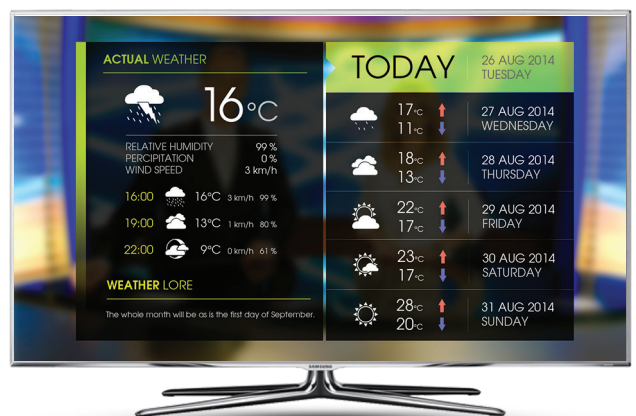 ACTUAL WEATHER
16°C
RELATIVE HUMIDITY 99 %
PERCIPITATION 0 %
WIND SPEED 3 km/h
16:00 16°C 3 km/h 99 %
19:00 13°C 1 km/h 80 %
22:00 9°C 0 km/h 61 %
WEATHER LORE
The whole month will be as is the first day of September.
TODAY 26 AUG 2014
TUESDAY
17°C 27 AUG 2014
11°C WEDNESDAY
18°C 28 AUG 2014
13°C THURSDAY
22°C 29 AUG 2014
17°C FRIDAY
23°C 30 AUG 2014
17°C SATURDAY
28°C 31 AUG 2014
20°C SUNDAY
SAMSUNG